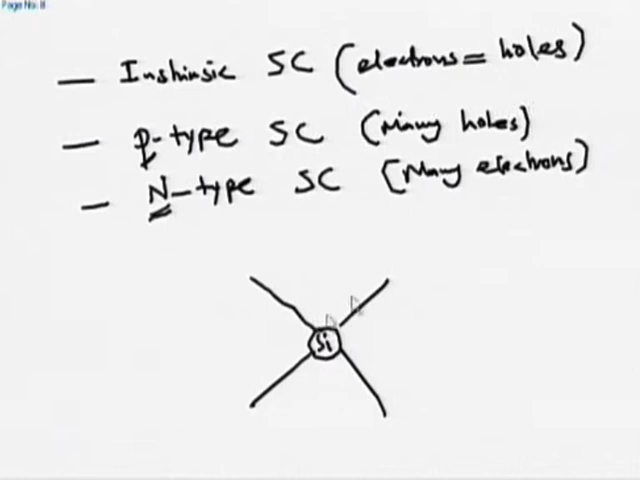 Page No: 8
— Inshinsic SC (electrons = holes)
— p-type SC (Many holes)
— N-type SC (Many electrons)
Si